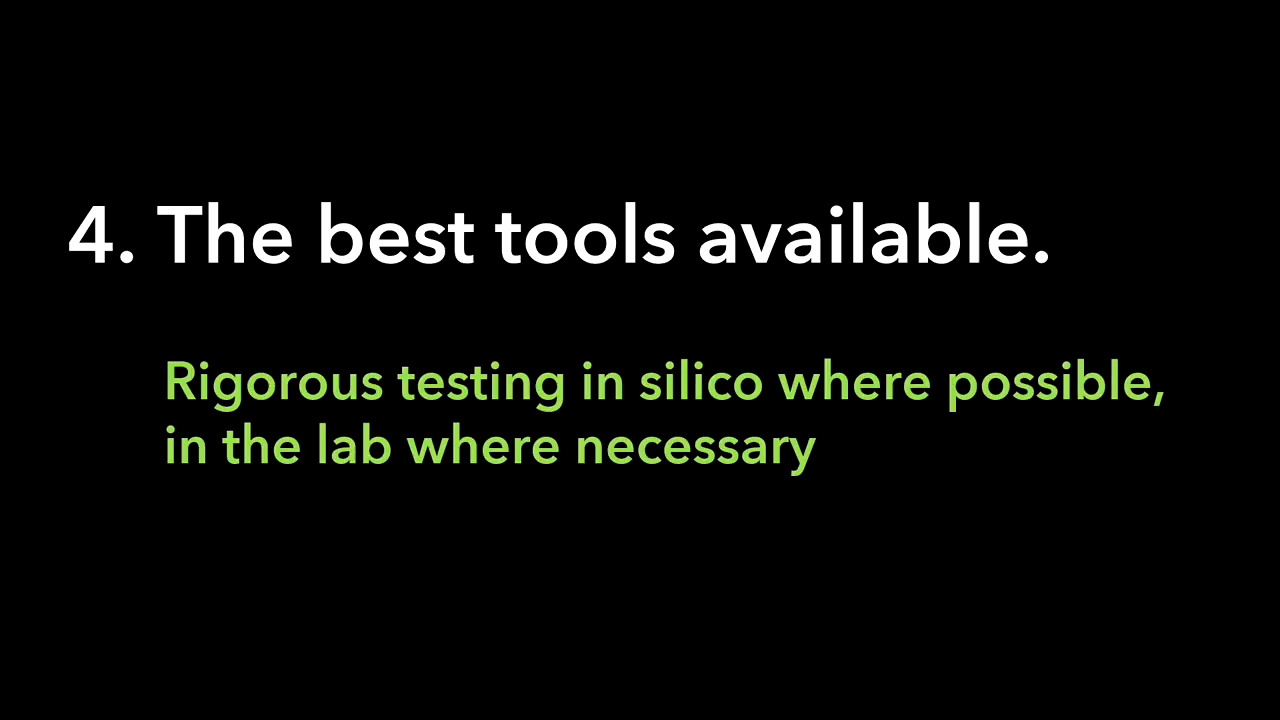 4. The best tools available.
Rigorous testing in silico where possible,
in the lab where necessary